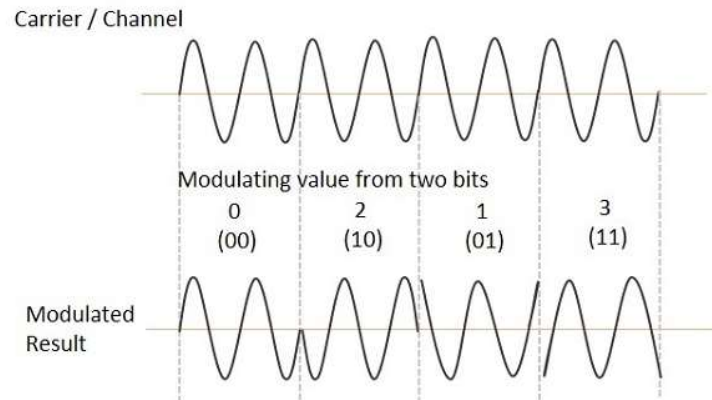 Carrier / Channel
Modulating value from two bits
0 2 1 3
(00) (10) (01) (11)
Modulated
Result